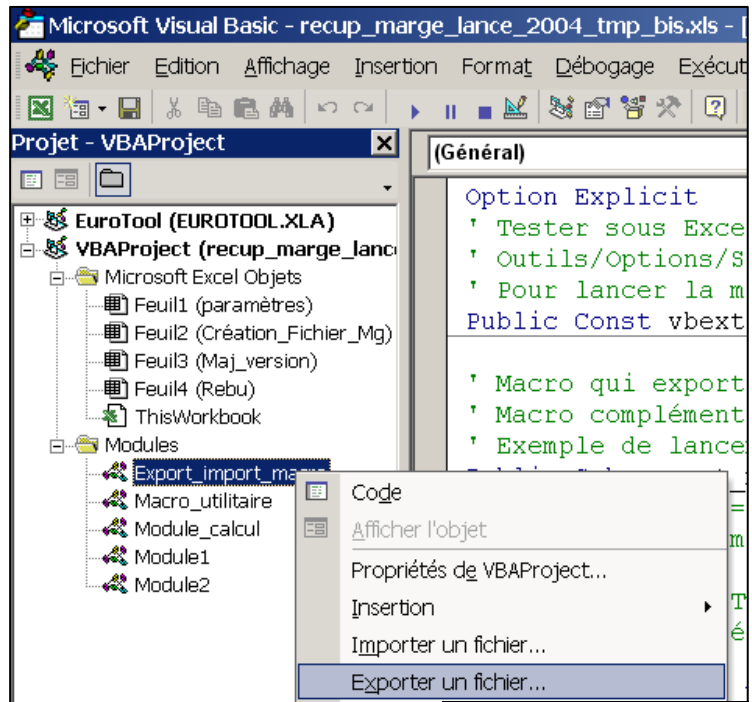 Microsoft Visual Basic - recup_marge_lance_2004_tmp_bis.xls - [
Fichier Edition Affichage Insertion Format Débogage Exécut
Projet - VBAProject
(Général)
EuroTool (EUROTOOL.XLA)
VBAProject (recup_marge_lance
Microsoft Excel Objets
Feuil1 (paramètres)
Feuil2 (Création_Fichier_Mg)
Feuil3 (Maj_version)
Feuil4 (Rebu)
ThisWorkbook
Modules
Export_import_macro
Macro_utilitaire
Module_calcul
Module1
Module2
Option Explicit
' Tester sous Exce
' Outils/Options/S
' Pour lancer la m
Public Const vbext
' Macro qui export
' Macro complément
' Exemple de lance
Code
Afficher l'objet
Propriétés de VBAProject...
Insertion
Importer un fichier...
Exporter un fichier...